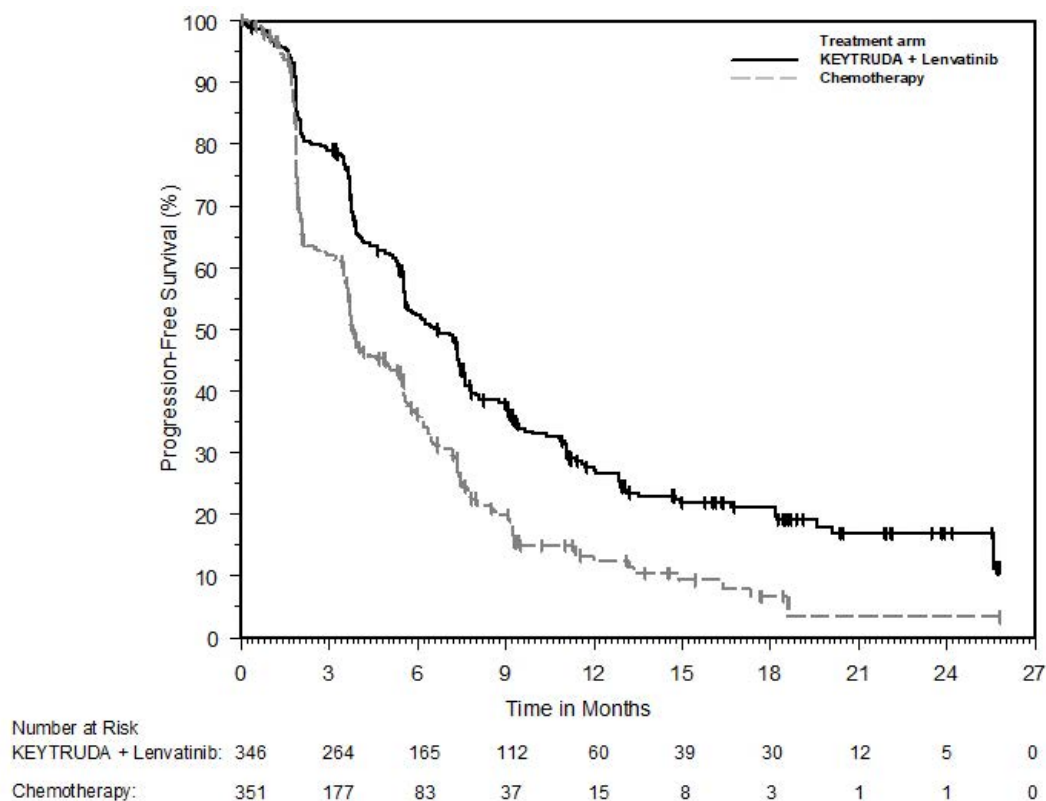 Treatment arm
KEYTRUDA + Lenvatinib
Chemotherapy
Progression-Free Survival (%)
100
90
80
70
60
50
40
30
20
10
0
0 3 6 9 12 15 18 21 24 27
Time in Months
Number at Risk
KEYTRUDA + Lenvatinib: 346 264 165 112 60 39 30 12 5 0
Chemotherapy: 351 177 83 37 15 8 3 1 1 0